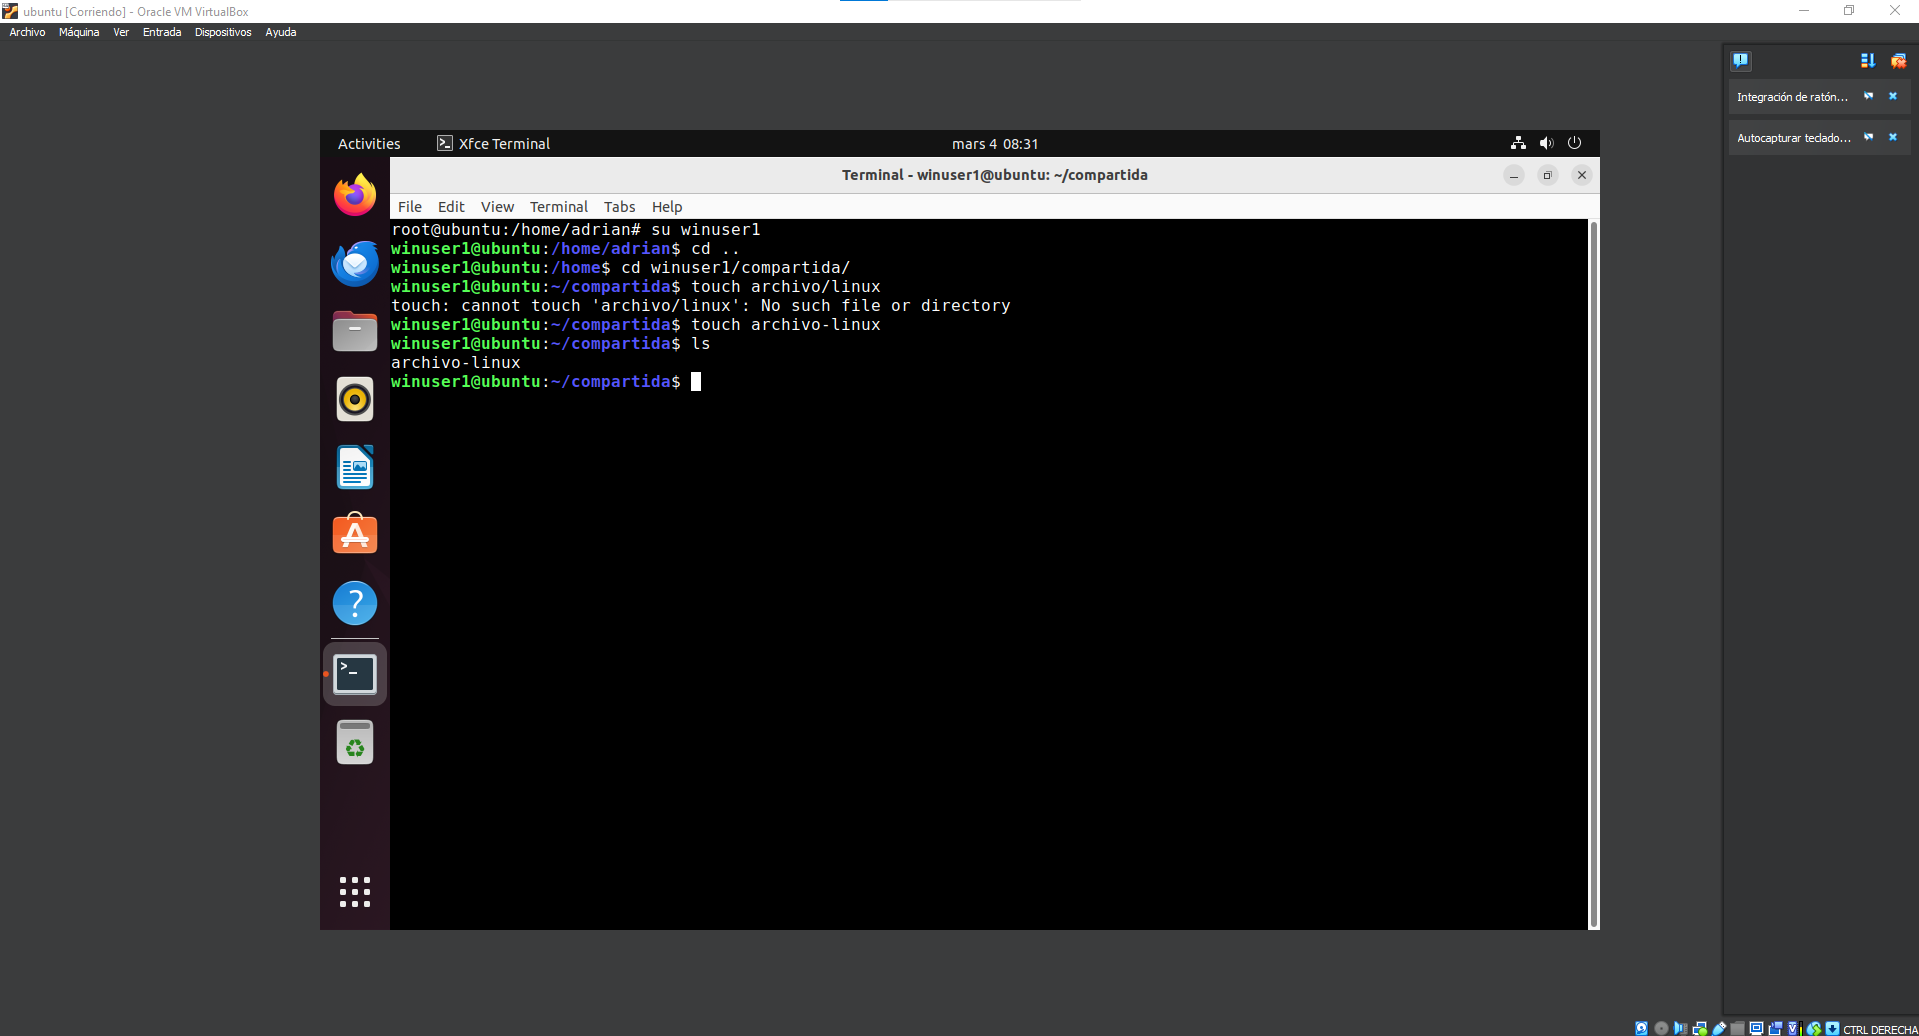 ubuntu [Corriendo] - Oracle VM VirtualBox
Archivo Máquina Ver Entrada Dispositivos Ayuda
Integración de ratón...
Autocapturar teclado...
Activities Xfce Terminal mars 4 08:31
Terminal - winuser1@ubuntu: ~/compartida
File Edit View Terminal Tabs Help
root@ubuntu:/home/adrian# su winuser1
winuser1@ubuntu:/home/adrian$ cd ..
winuser1@ubuntu:/home$ cd winuser1/compartida/
winuser1@ubuntu:~/compartida$ touch archivo/linux
touch: cannot touch 'archivo/linux': No such file or directory
winuser1@ubuntu:~/compartida$ touch archivo-linux
winuser1@ubuntu:~/compartida$ ls
archivo-linux
winuser1@ubuntu:~/compartida$
CTRL DERECHA